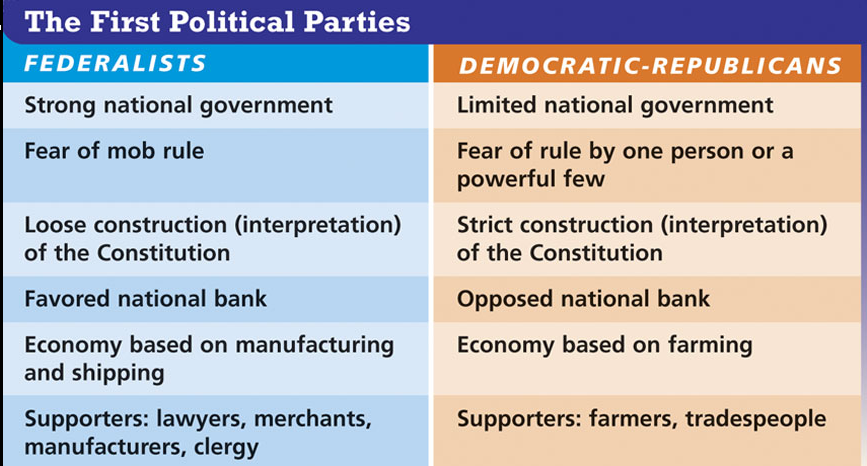 The First Political Parties
FEDERALISTS
DEMOCRATIC-REPUBLICANS
Strong national government
Limited national government
Fear of mob rule
Fear of rule by one person or a
powerful few
Loose construction (interpretation)
of the Constitution
Strict construction (interpretation)
of the Constitution
Favored national bank
Opposed national bank
Economy based on manufacturing
and shipping
Economy based on farming
Supporters: lawyers, merchants,
manufacturers, clergy
Supporters: farmers, tradespeople